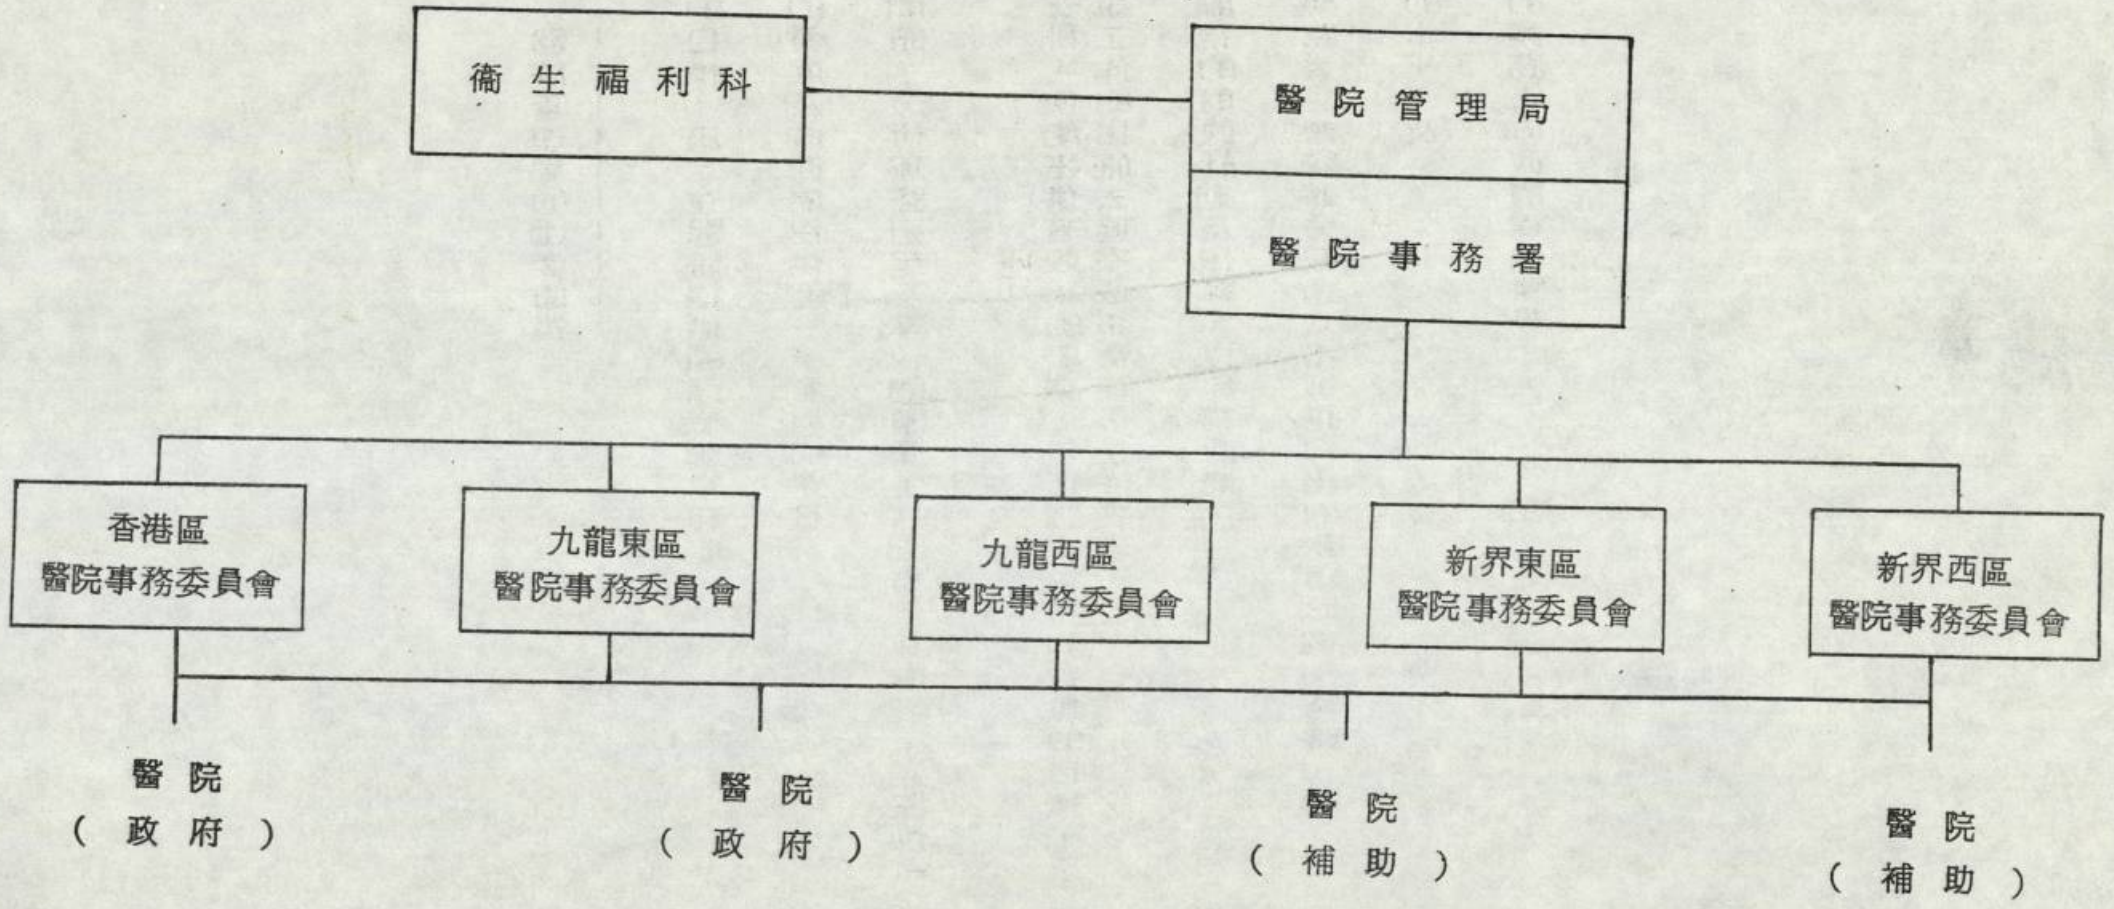 衞生福利科
醫院管理局
醫院事務署
香港區
醫院事務委員會
九龍東區
醫院事務委員會
九龍西區
醫院事務委員會
新界東區
醫院事務委員會
新界西區
醫院事務委員會
醫院
(政府)
醫院
(政府)
醫院
(補助)
醫院
(補助)